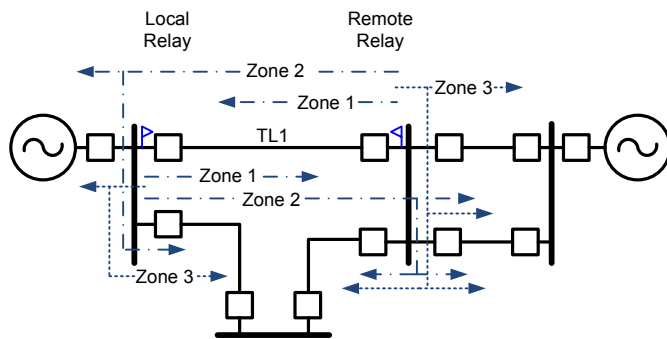 Local
Relay
Remote
Relay
Zone 2
Zone 3
Zone 1
TL1
Zone 1
Zone 2
Zone 3